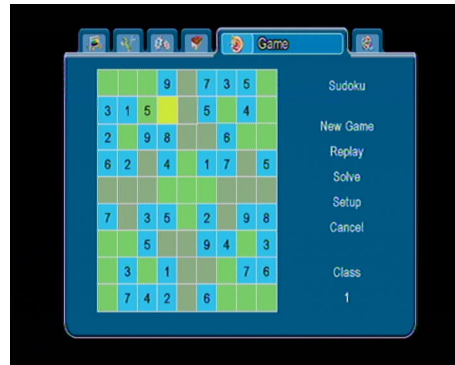 Game
9 7 3 5
3 1 5 5 4
2 9 8 6
6 2 4 1 7 5
7 3 5 2 9 8
5 9 4 3
3 1 7 6
7 4 2 6
Sudoku
New Game
Replay
Solve
Setup
Cancel
Class
1